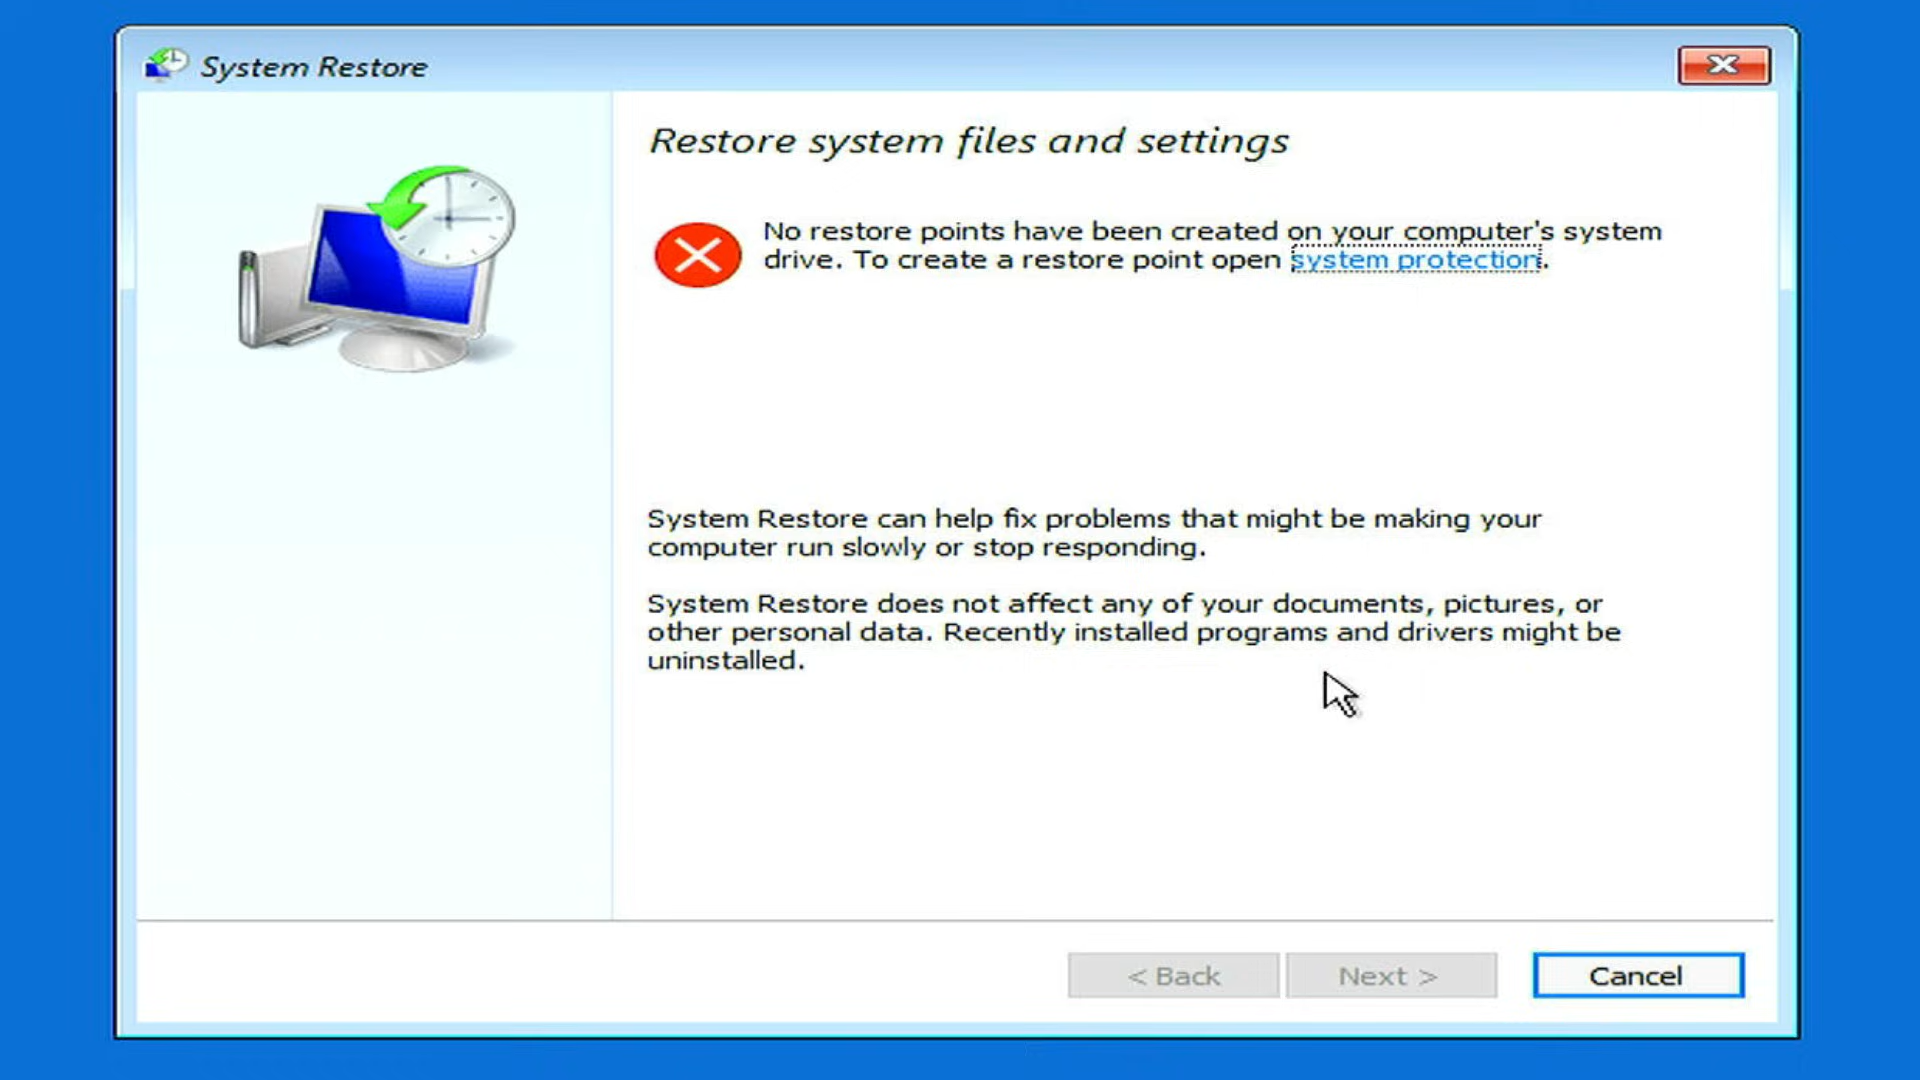 System Restore
Restore system files and settings
No restore points have been created on your computer's system
drive. To create a restore point open system protection.
System Restore can help fix problems that might be making your
computer run slowly or stop responding.
System Restore does not affect any of your documents, pictures, or
other personal data. Recently installed programs and drivers might be
uninstalled.
< Back
Next >
Cancel